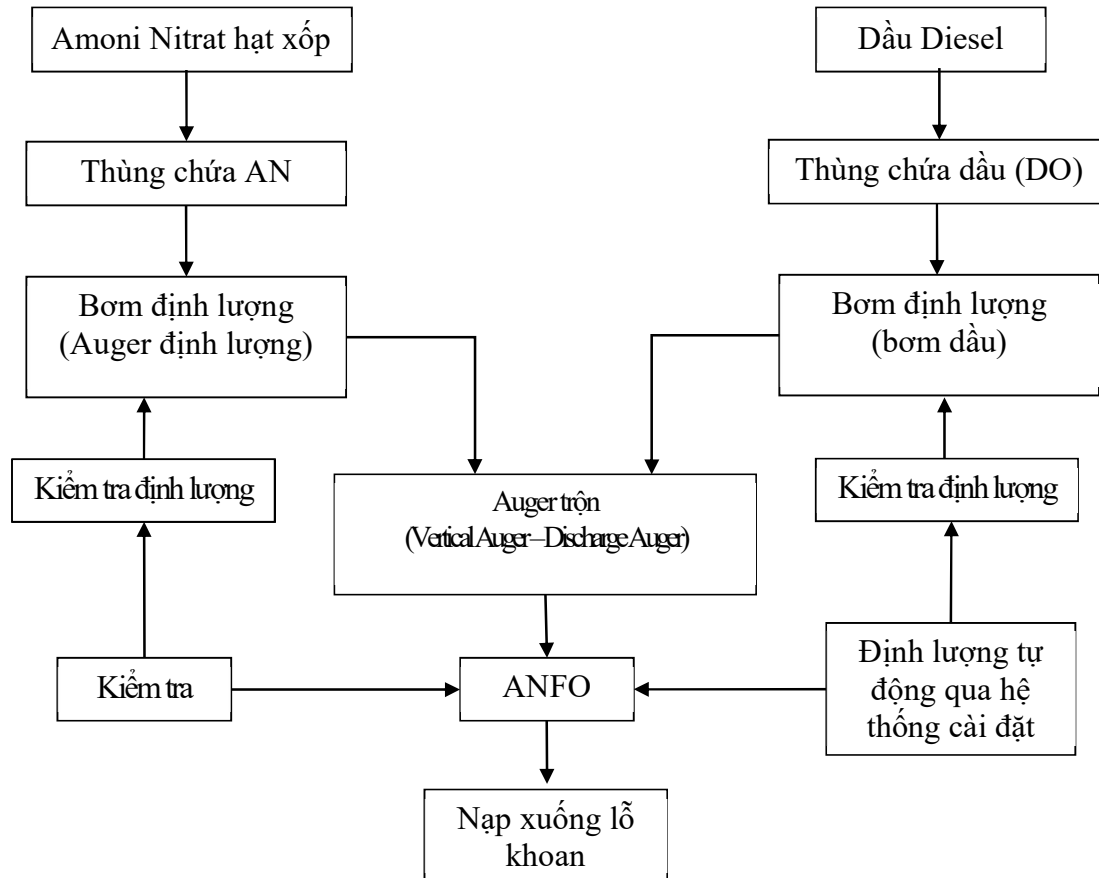 Amoni Nitrat hạt xốp
Dầu Diesel
Thùng chứa AN
Thùng chứa dầu (DO)
Bơm định lượng
(Auger định lượng)
Bơm định lượng
(bơm dầu)
Kiểm tra định lượng
Auger trộn
(Vertical Auger – Discharge Auger)
Kiểm tra định lượng
Kiểm tra
ANFO
Định lượng tự
động qua hệ
thống cài đặt
Nạp xuống lỗ
khoan